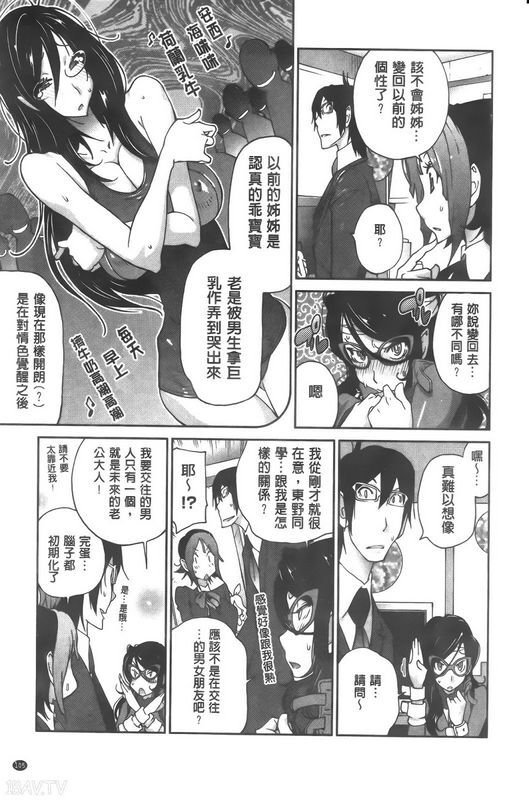 該不會姊姊…
變回以前的
個性了？
耶？
妳說變回去…
有哪不同嗎？
嗯
以前的姊姊是
認真的乖寶寶
老是被男生拿巨
乳作弄到哭出來
安西
海咪咪
荷蘭乳牛
每天
早上
擠牛奶高潮高潮
像現在那樣開朗（？）
是在對情色覺醒之後
嘿～
真難以想像
請…
請問～
我從剛才就很
在意，東野同
學…跟我是怎
樣的關係？
感覺好像跟我很熟
耶～!?
應該不是在交往
…的男女朋友吧？
我要交往的男
人只有一個，
就是未來的老
公大人！
請不要
太靠近我！
是…是喔…
完蛋…
腦子都
初期化了
105
18AV.TV